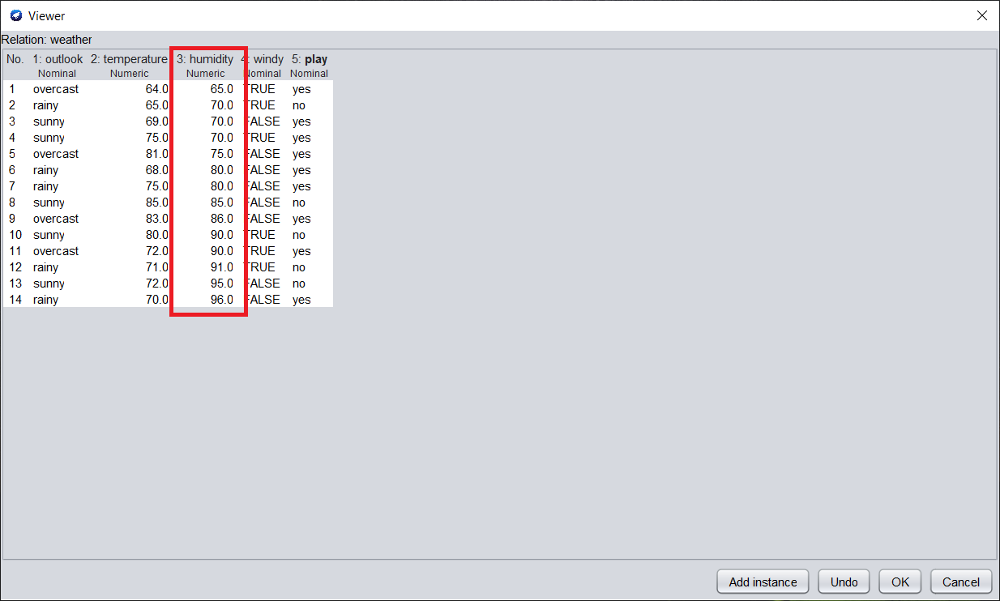 Viewer
Relation: weather
No. 1: outlook 2: temperature 3: humidity 4: windy 5: play
Nominal Numeric Numeric Nominal Nominal
1 overcast 64.0 65.0 TRUE yes
2 rainy 65.0 70.0 TRUE no
3 sunny 69.0 70.0 FALSE yes
4 sunny 75.0 70.0 TRUE yes
5 overcast 81.0 75.0 FALSE yes
6 rainy 68.0 80.0 FALSE yes
7 rainy 75.0 80.0 FALSE yes
8 sunny 85.0 85.0 FALSE no
9 overcast 83.0 86.0 FALSE yes
10 sunny 80.0 90.0 TRUE no
11 overcast 72.0 90.0 TRUE yes
12 rainy 71.0 91.0 TRUE no
13 sunny 72.0 95.0 FALSE no
14 rainy 70.0 96.0 FALSE yes
Add instance Undo OK Cancel